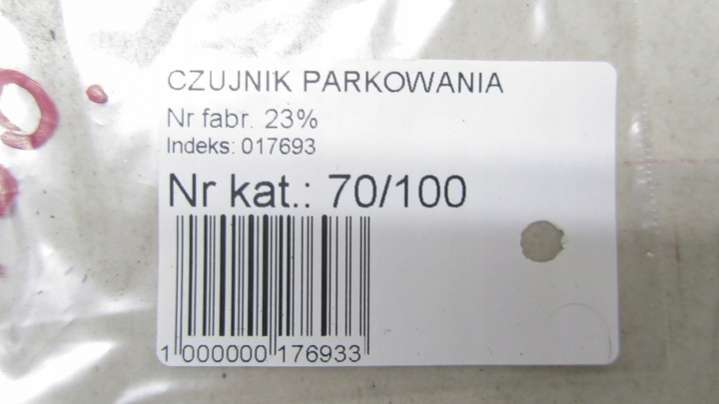 CZUJNIK PARKOWANIA
Nr fabr. 23%
Indeks: 017693
Nr kat.: 70/100
1 000000 176933